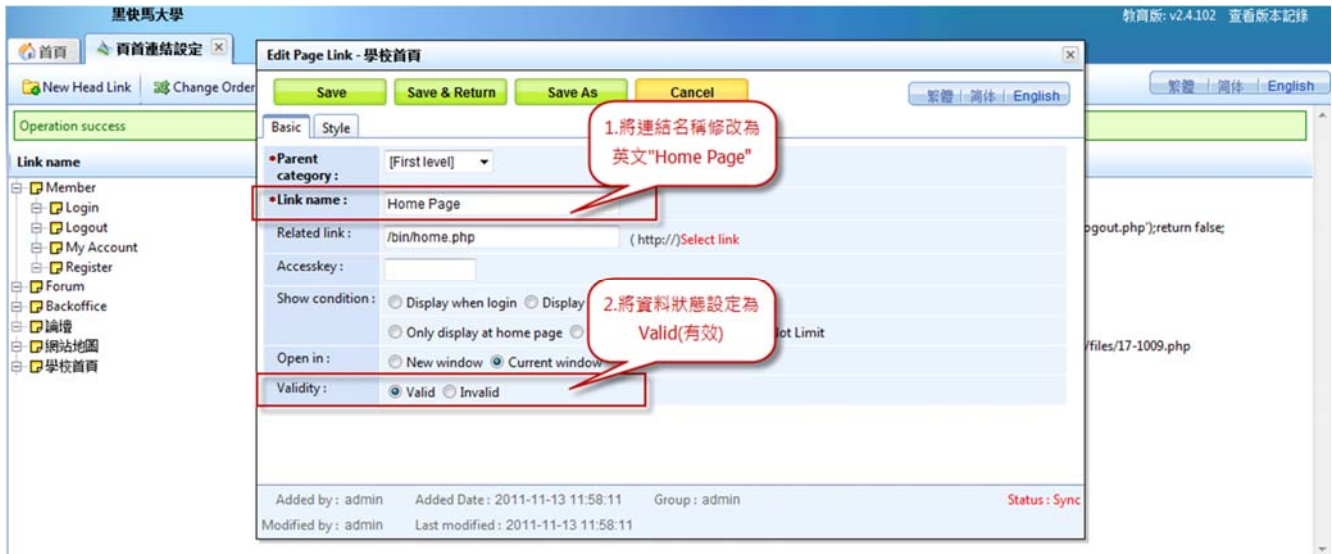 黑快馬大學
教育版: v2.4.102 查看版本記錄
首頁
頁首連結設定
New Head Link
Change Order
繁體 | 简体 | English
Operation success
Link name
Member
Login
Logout
My Account
Register
Forum
Backoffice
論壇
網站地圖
學校首頁
Edit Page Link - 學校首頁
Save
Save & Return
Save As
Cancel
繁體 | 简体 | English
Basic
Style
1.將連結名稱修改為
英文"Home Page"
•Parent category :
[First level]
•Link name :
Home Page
Related link :
/bin/home.php
( http://)Select link
Accesskey :
Show condition :
Display when login
Display
Only display at home page
Not Limit
2.將資料狀態設定為
Valid(有效)
Open in :
New window
Current window
Validity :
Valid
Invalid
Added by : admin
Added Date : 2011-11-13 11:58:11
Group : admin
Status : Sync
Modified by : admin
Last modified : 2011-11-13 11:58:11
ogout.php');return false;
/files/17-1009.php